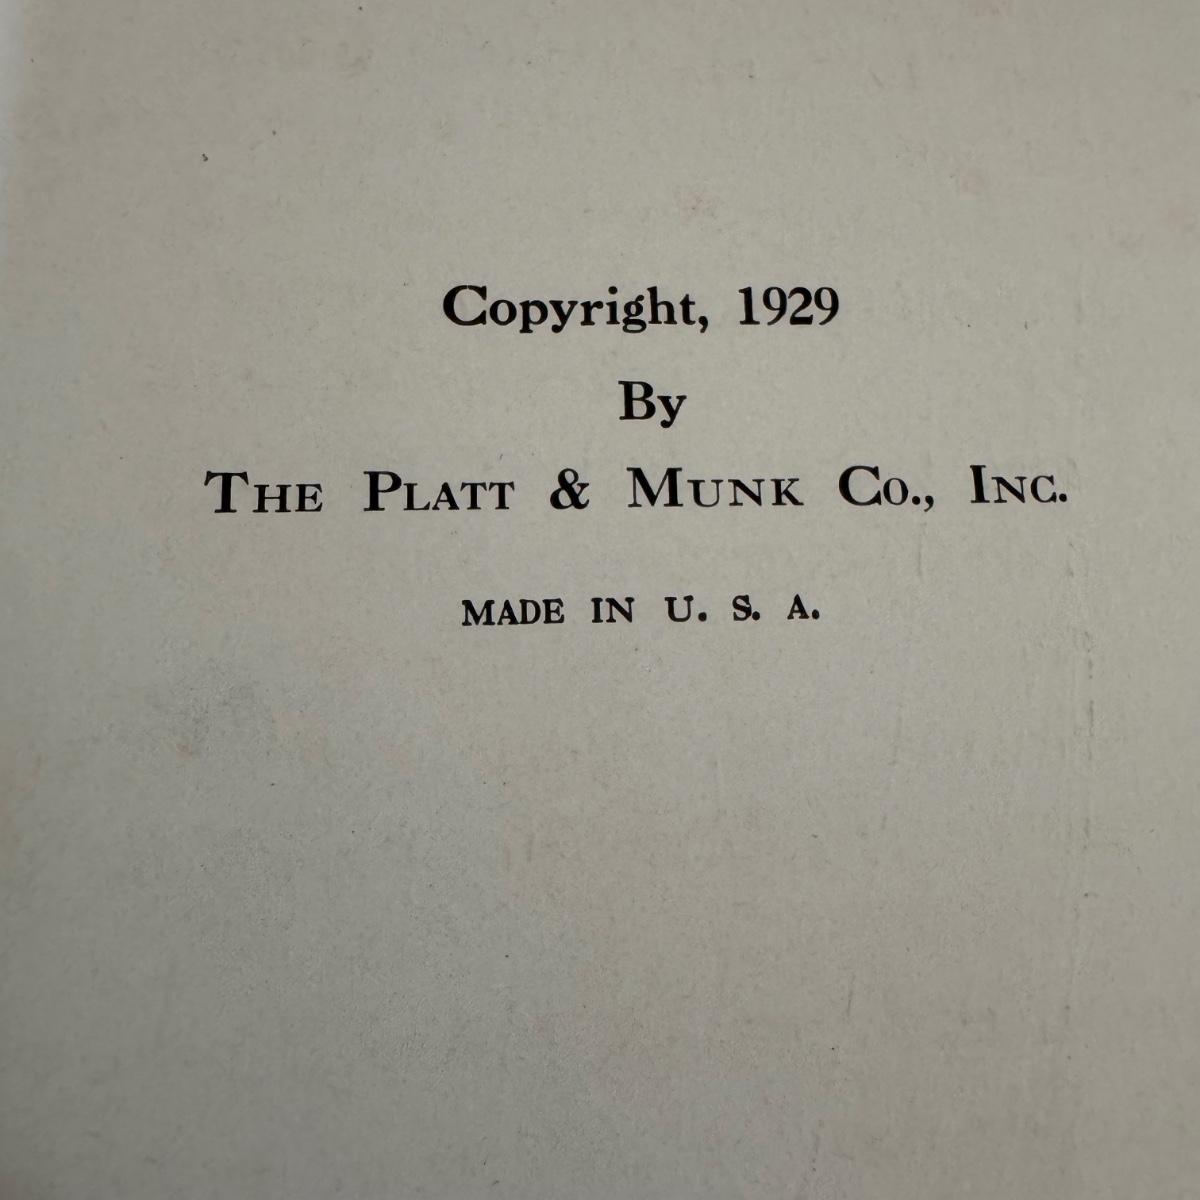 Copyright, 1929
By
The Platt & Munk Co., Inc.
MADE IN U. S. A.